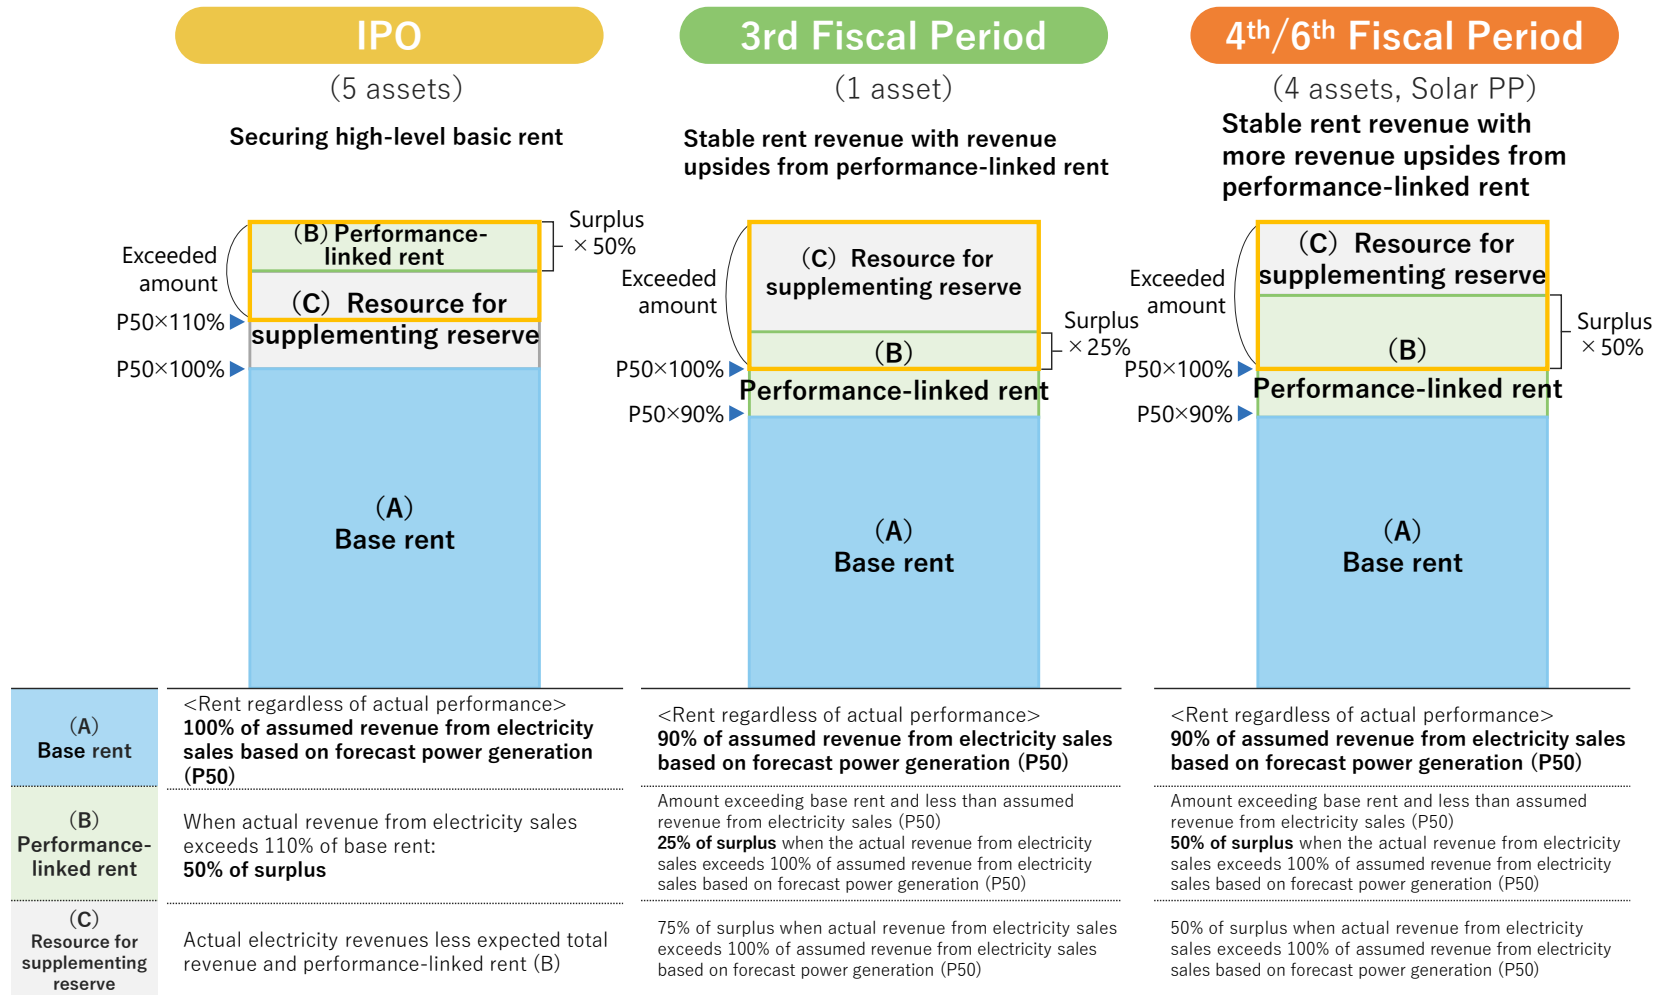 IPO
(5 assets)
Securing high-level basic rent
Surplus
×50%
(B) Performance-
linked rent
Exceeded
amount
(C) Resource for
supplementing reserve
P50×110%
P50×100%
(A)
Base rent
3rd Fiscal Period
(1 asset)
Stable rent revenue with revenue
upsides from performance-linked rent
(C) Resource for
supplementing reserve
Exceeded
amount
Surplus
×25%
(B)
Performance-linked rent
P50×100%
P50×90%
(A)
Base rent
4th/6th Fiscal Period
(4 assets, Solar PP)
Stable rent revenue with
more revenue upsides from
performance-linked rent
(C) Resource for
supplementing reserve
Exceeded
amount
Surplus
×50%
(B)
Performance-linked rent
P50×100%
P50×90%
(A)
Base rent
(A)
Base rent
<Rent regardless of actual performance>
100% of assumed revenue from electricity
sales based on forecast power generation
(P50)
<Rent regardless of actual performance>
90% of assumed revenue from electricity sales
based on forecast power generation (P50)
<Rent regardless of actual performance>
90% of assumed revenue from electricity sales
based on forecast power generation (P50)
(B)
Performance-
linked rent
When actual revenue from electricity sales
exceeds 110% of base rent:
50% of surplus
Amount exceeding base rent and less than assumed
revenue from electricity sales (P50)
25% of surplus when the actual revenue from electricity
sales exceeds 100% of assumed revenue from electricity
sales based on forecast power generation (P50)
Amount exceeding base rent and less than assumed
revenue from electricity sales (P50)
50% of surplus when the actual revenue from electricity
sales exceeds 100% of assumed revenue from electricity
sales based on forecast power generation (P50)
(C)
Resource for
supplementing
reserve
Actual electricity revenues less expected total
revenue and performance-linked rent (B)
75% of surplus when actual revenue from electricity sales
exceeds 100% of assumed revenue from electricity sales
based on forecast power generation (P50)
50% of surplus when actual revenue from electricity
sales exceeds 100% of assumed revenue from electricity
sales based on forecast power generation (P50)